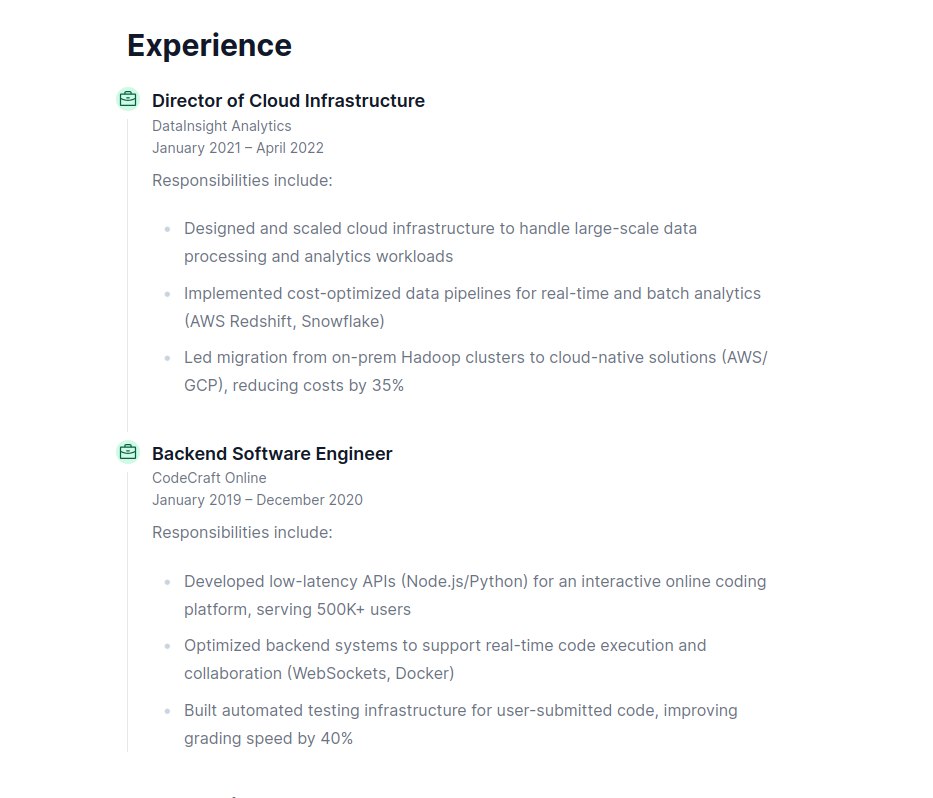 Experience
Director of Cloud Infrastructure
DataInsight Analytics
January 2021 – April 2022
Responsibilities include:
Designed and scaled cloud infrastructure to handle large-scale data
processing and analytics workloads
Implemented cost-optimized data pipelines for real-time and batch analytics
(AWS Redshift, Snowflake)
Led migration from on-prem Hadoop clusters to cloud-native solutions (AWS/
GCP), reducing costs by 35%
Backend Software Engineer
CodeCraft Online
January 2019 – December 2020
Responsibilities include:
Developed low-latency APIs (Node.js/Python) for an interactive online coding
platform, serving 500K+ users
Optimized backend systems to support real-time code execution and
collaboration (WebSockets, Docker)
Built automated testing infrastructure for user-submitted code, improving
grading speed by 40%